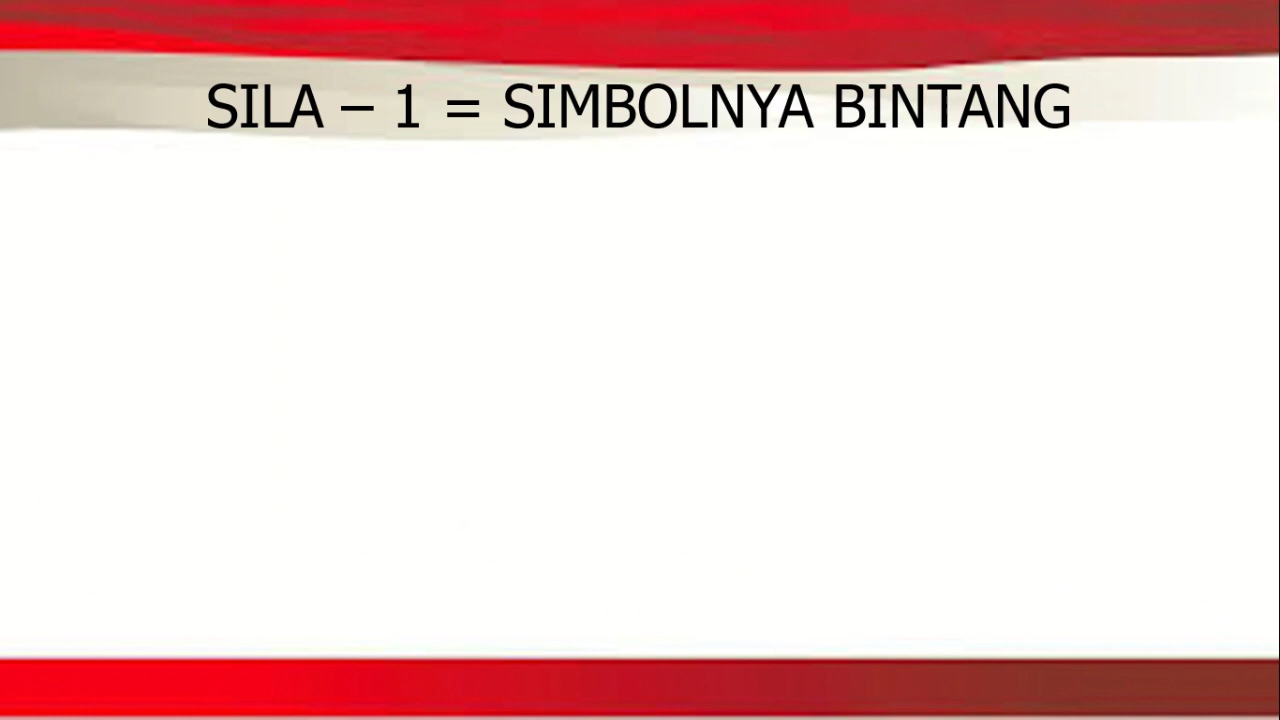 SILA – 1 = SIMBOLNYA BINTANG